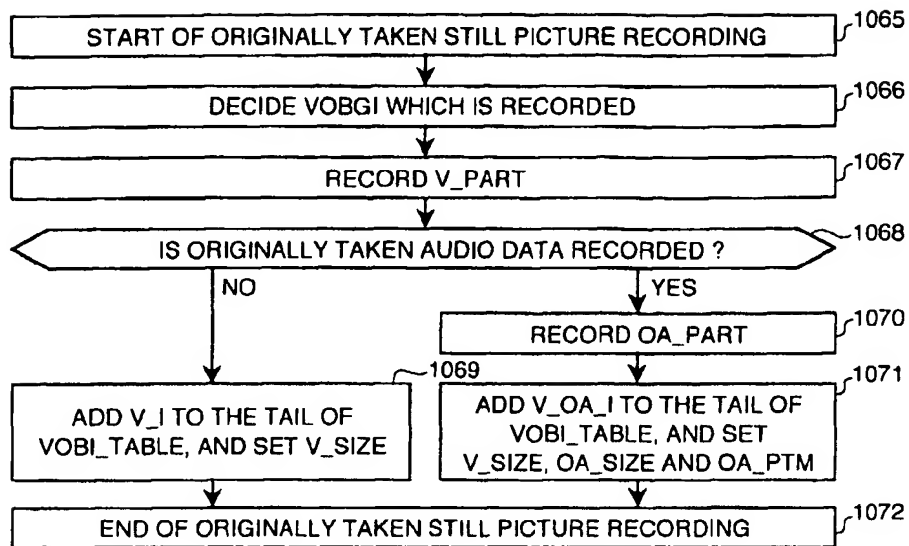 START OF ORIGINALLY TAKEN STILL PICTURE RECORDING
1065
DECIDE VOBGI WHICH IS RECORDED
1066
RECORD V_PART
1067
IS ORIGINALLY TAKEN AUDIO DATA RECORDED ?
1068
NO
YES
RECORD OA_PART
1070
1069
1071
ADD V_I TO THE TAIL OF
VOBI_TABLE, AND SET V_SIZE
ADD V_OA_I TO THE TAIL OF
VOBI_TABLE, AND SET
V_SIZE, OA_SIZE AND OA_PTM
END OF ORIGINALLY TAKEN STILL PICTURE RECORDING
1072